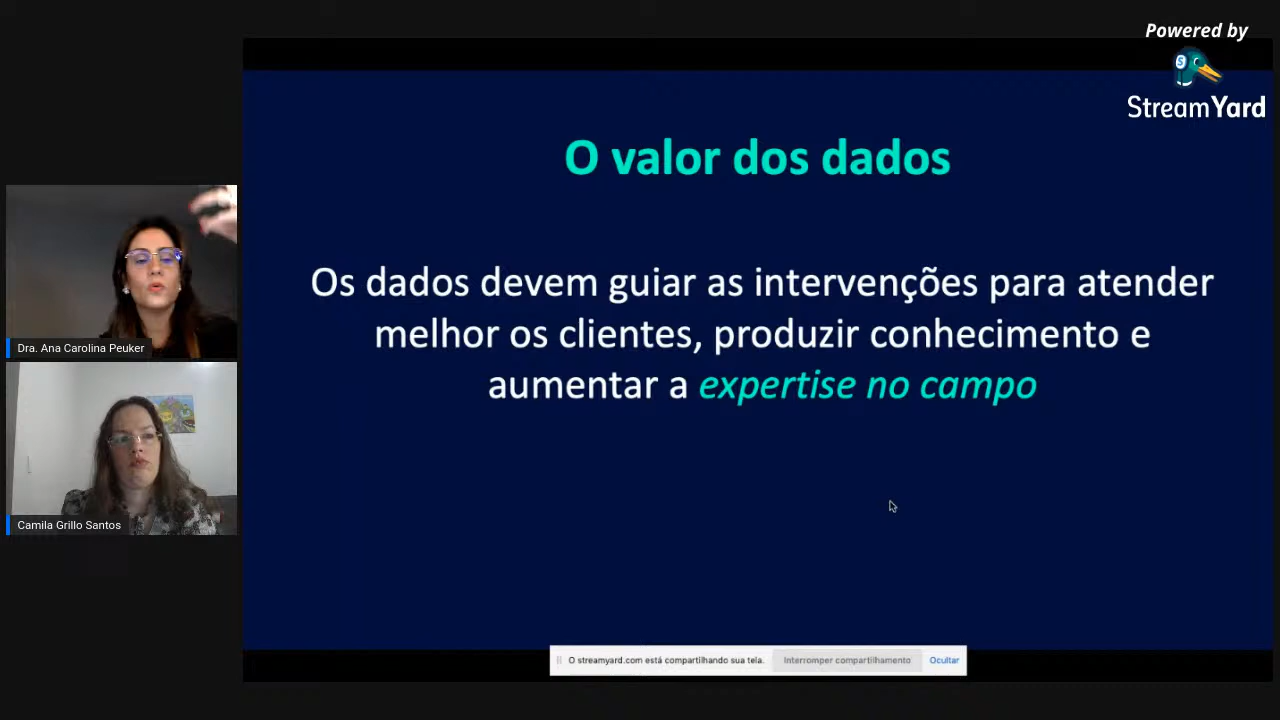 Powered by
StreamYard
O valor dos dados
Os dados devem guiar as intervenções para atender
melhor os clientes, produzir conhecimento e
aumentar a expertise no campo
Dra. Ana Carolina Peuker
Camila Grillo Santos
O streamyard.com está compartilhando sua tela. Interromper compartilhamento Ocultar